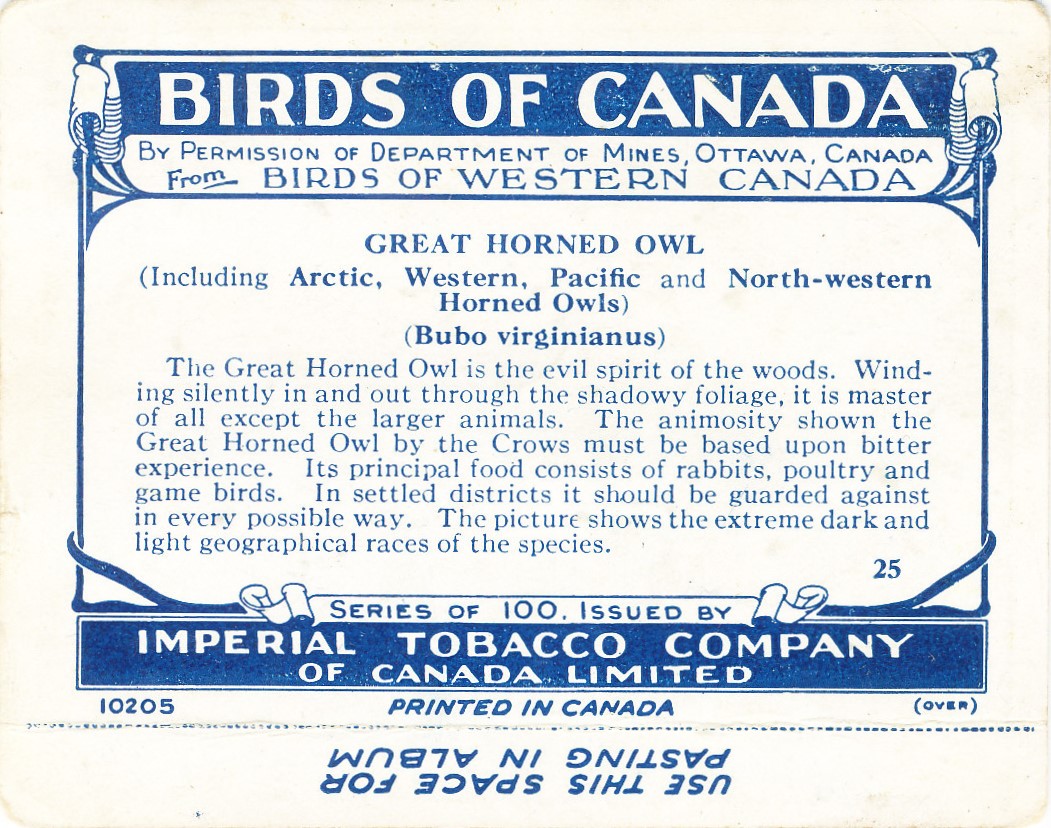 BIRDS OF CANADA
BY PERMISSION OF DEPARTMENT OF MINES, OTTAWA, CANADA
From BIRDS OF WESTERN CANADA
GREAT HORNED OWL
(Including Arctic, Western, Pacific and North-western
Horned Owls)
(Bubo virginianus)
The Great Horned Owl is the evil spirit of the woods. Wind-
ing silently in and out through the shadowy foliage, it is master
of all except the larger animals. The animosity shown the
Great Horned Owl by the Crows must be based upon bitter
experience. Its principal food consists of rabbits, poultry and
game birds. In settled districts it should be guarded against
in every possible way. The picture shows the extreme dark and
light geographical races of the species.
25
SERIES OF 100. ISSUED BY
IMPERIAL TOBACCO COMPANY
OF CANADA LIMITED
10205 PRINTED IN CANADA (OVER)
USE THIS SPACE FOR
PASTING IN ALBUM